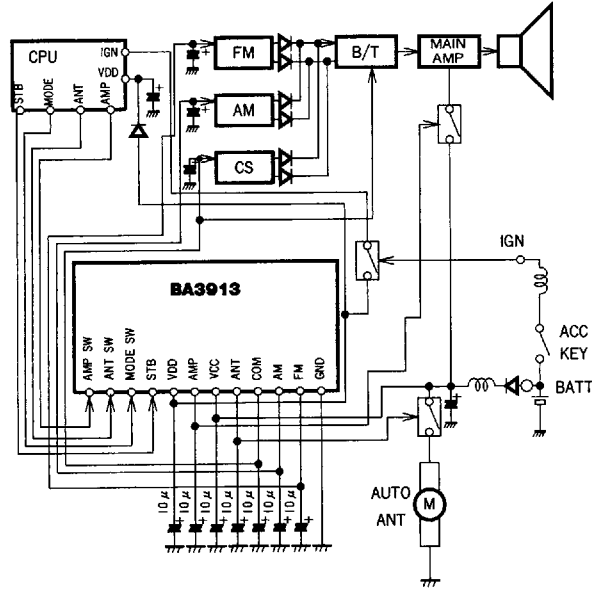 CPU
IGN
VDD
STB
MODE
ANT
AMP
+
FM
AM
CS
+
+
B/T
MAIN
AMP
IGN
ACC
KEY
BATT
+
BA3913
AMP SW
ANT SW
MODE SW
STB
VDD
AMP
VCC
ANT
COM
AM
FM
GND
10μ
10μ
10μ
10μ
10μ
10μ
10μ
+
+
+
+
+
+
+
AUTO
ANT
M